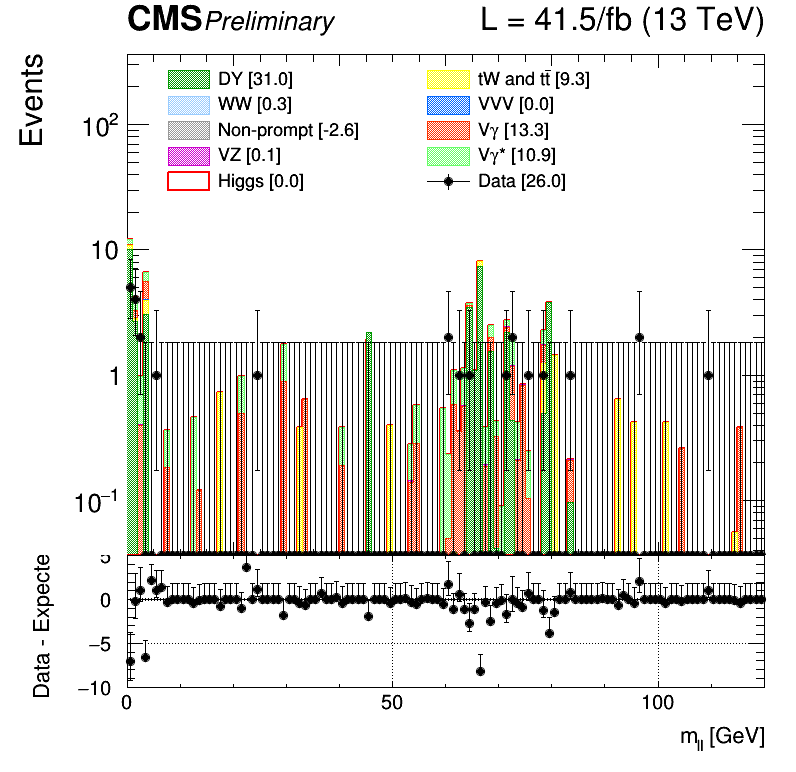 CMS Preliminary L = 41.5/fb (13 TeV)
Events
DY [31.0] tW and tt̄ [9.3]
WW [0.3] VVV [0.0]
Non-prompt [-2.6] Vγ [13.3]
VZ [0.1] Vγ* [10.9]
Higgs [0.0] Data [26.0]
10²
10
1
10⁻¹
Data - Expecte
5
0
−5
−10
0 50 100
m_ll [GeV]